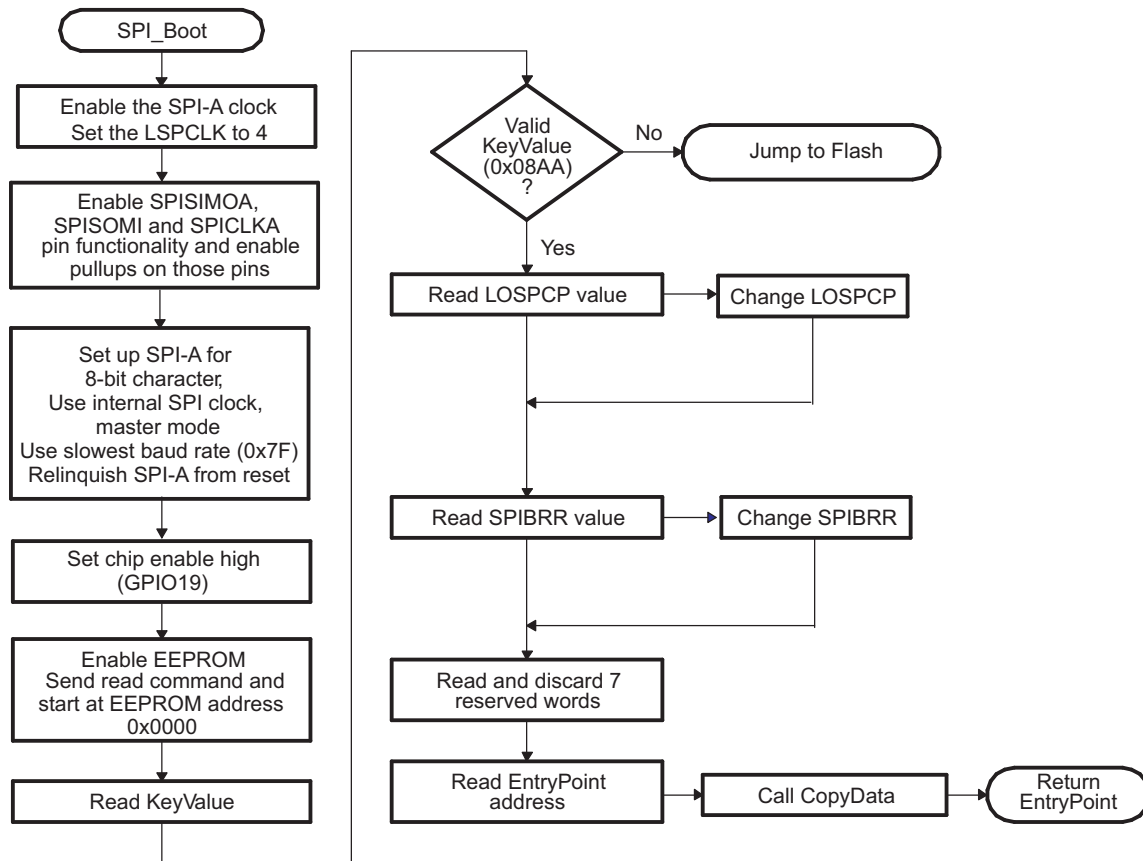 SPI_Boot
Enable the SPI-A clock
Set the LSPCLK to 4
Enable SPISIMOA,
SPISOMI and SPICLKA
pin functionality and enable
pullups on those pins
Set up SPI-A for
8-bit character,
Use internal SPI clock,
master mode
Use slowest baud rate (0x7F)
Relinquish SPI-A from reset
Set chip enable high
(GPIO19)
Enable EEPROM
Send read command and
start at EEPROM address
0x0000
Read KeyValue
Valid
KeyValue
(0x08AA)
?
No
Jump to Flash
Yes
Read LOSPCP value
Change LOSPCP
Read SPIBRR value
Change SPIBRR
Read and discard 7
reserved words
Read EntryPoint
address
Call CopyData
Return
EntryPoint